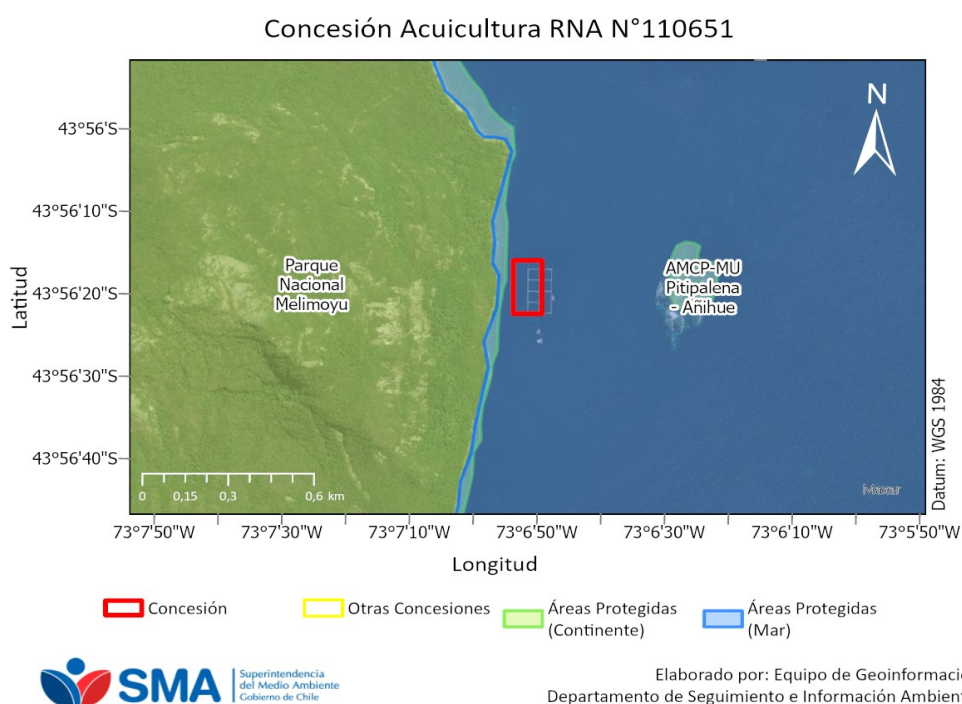 Concesión Acuicultura RNA N°110651
N
43°56'S
43°56'10"S
43°56'20"S
43°56'30"S
43°56'40"S
Latitud
Parque
Nacional
Melimoyu
AMCP-MU
Pitipalena
- Añihue
0 0,15 0,3 0,6 km
Maxar
Datum: WGS 1984
73°7'50"W 73°7'30"W 73°7'10"W 73°6'50"W 73°6'30"W 73°6'10"W 73°5'50"W
Longitud
Concesión
Otras Concesiones
Áreas Protegidas
(Continente)
Áreas Protegidas
(Mar)
SMA
Superintendencia
del Medio Ambiente
Gobierno de Chile
Elaborado por: Equipo de Geoinformació
Departamento de Seguimiento e Información Ambient